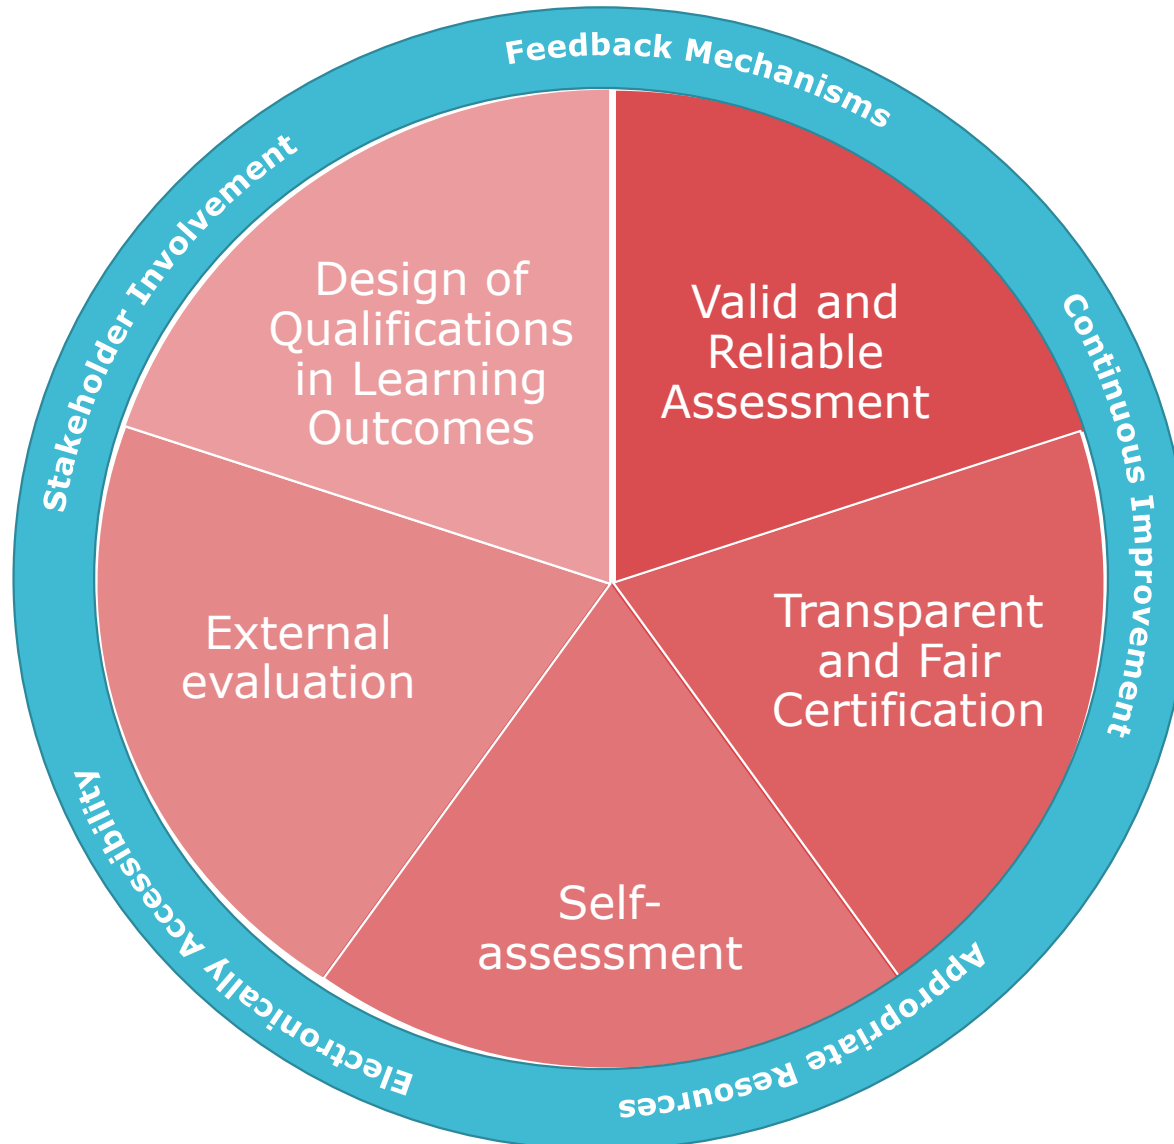 Feedback Mechanisms
Continuous Improvement
Appropriate Resources
Electronically Accessibility
Stakeholder Involvement
Design of
Qualifications
in Learning
Outcomes
Valid and
Reliable
Assessment
Transparent
and Fair
Certification
Self-
assessment
External
evaluation